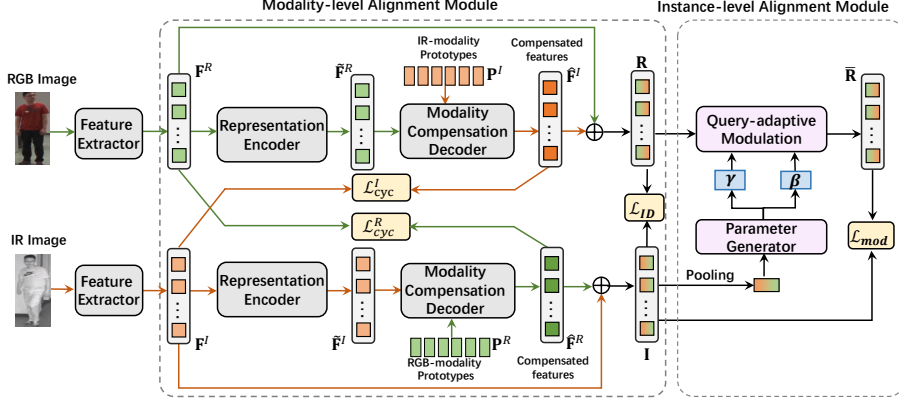 Modality-level Alignment Module
Instance-level Alignment Module
IR-modality
Prototypes
Compensated
features
RGB Image
F^R
F̃^R
P^I
F̂^I
R
R̄
Feature
Extractor
Representation
Encoder
Modality
Compensation
Decoder
Query-adaptive
Modulation
γ
β
ℒ^I_cyc
ℒ^R_cyc
ℒ_ID
Parameter
Generator
ℒ_mod
IR Image
Feature
Extractor
Representation
Encoder
Modality
Compensation
Decoder
Pooling
F^I
F̃^I
RGB-modality
Prototypes
P^R
F̂^R
Compensated
features
I